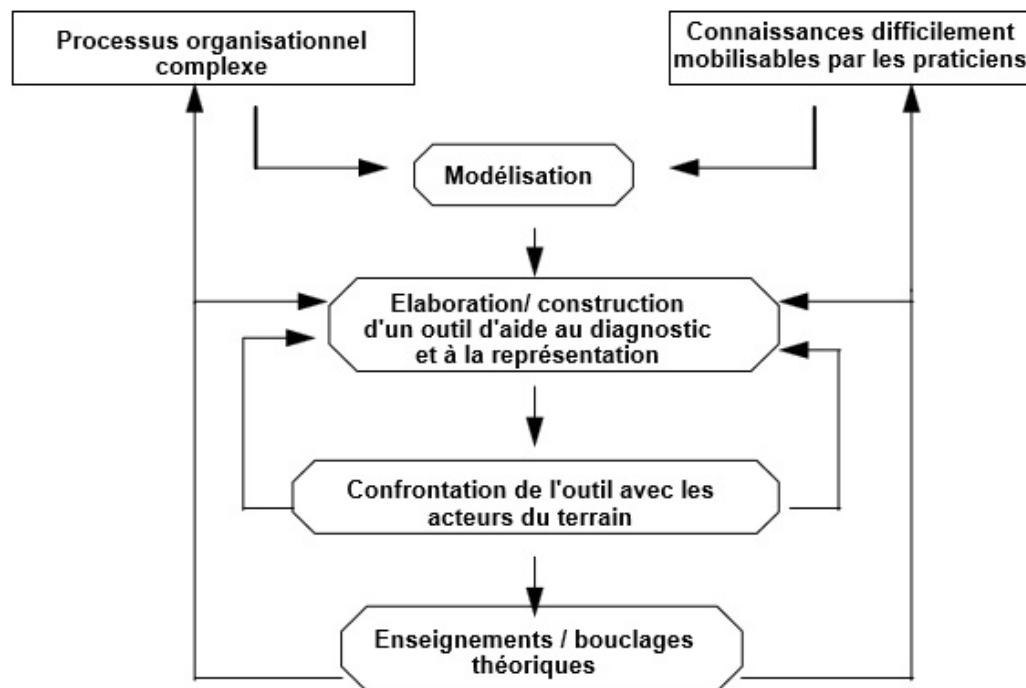 Processus organisationnel
complexe
Connaissances difficilement
mobilisables par les praticiens
Modélisation
Elaboration/ construction
d'un outil d'aide au diagnostic
et à la représentation
Confrontation de l'outil avec les
acteurs du terrain
Enseignements / bouclages
théoriques